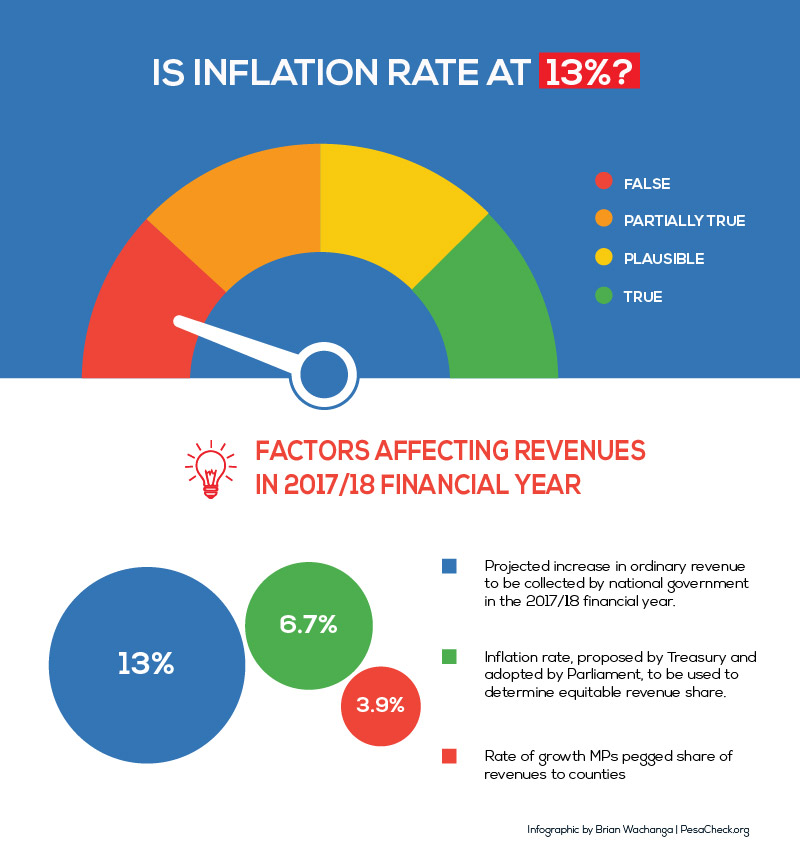 IS INFLATION RATE AT 13%?
FALSE
PARTIALLY TRUE
PLAUSIBLE
TRUE
FACTORS AFFECTING REVENUES
IN 2017/18 FINANCIAL YEAR
13%
6.7%
3.9%
Projected increase in ordinary revenue
to be collected by national government
in the 2017/18 financial year.
Inflation rate, proposed by Treasury and
adopted by Parliament, to be used to
determine equitable revenue share.
Rate of growth MPs pegged share of
revenues to counties
Infographic by Brian Wachanga | PesaCheck.org